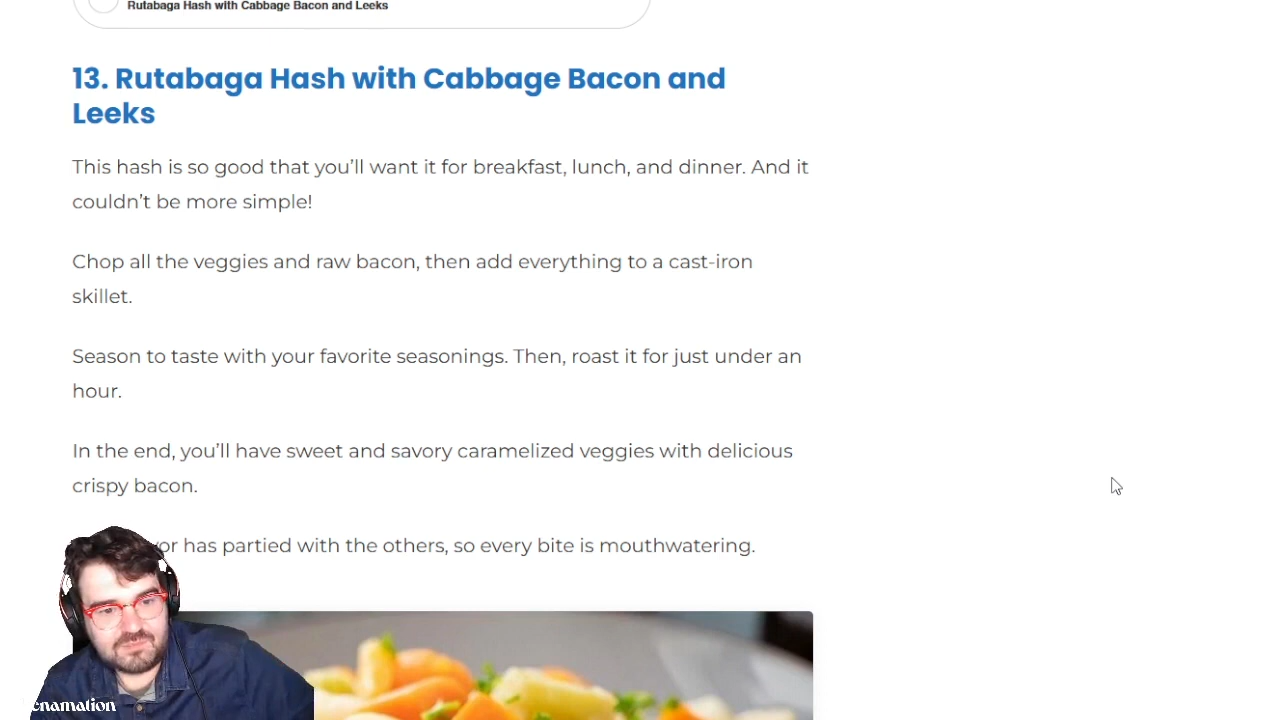 Rutabaga Hash with Cabbage Bacon and Leeks
13. Rutabaga Hash with Cabbage Bacon and
Leeks
This hash is so good that you’ll want it for breakfast, lunch, and dinner. And it
couldn’t be more simple!
Chop all the veggies and raw bacon, then add everything to a cast-iron
skillet.
Season to taste with your favorite seasonings. Then, roast it for just under an
hour.
In the end, you’ll have sweet and savory caramelized veggies with delicious
crispy bacon.
has partied with the others, so every bite is mouthwatering.